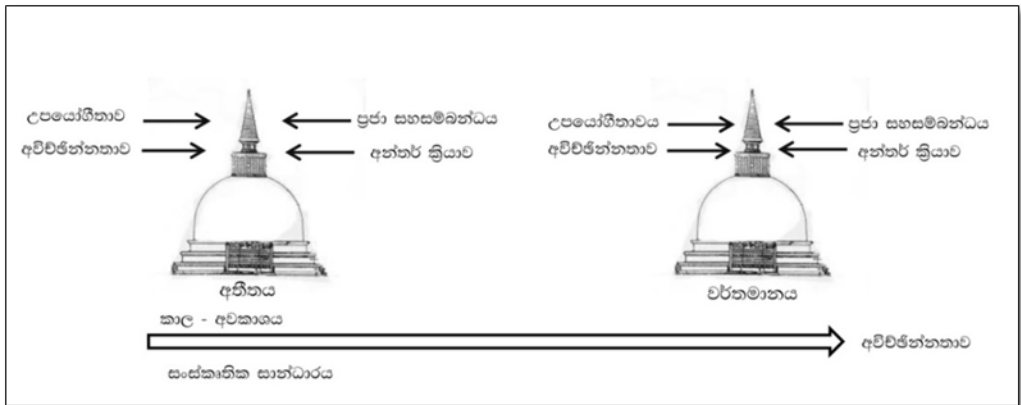 උපයෝගීතාව
ප්‍රජා සහසම්බන්ධය
අවිච්ඡින්නතාව
අන්තර් ක්‍රියාව
උපයෝගීතාවය
ප්‍රජා සහසම්බන්ධය
අවිච්ඡින්නතාව
අන්තර් ක්‍රියාව
අතීතය
වර්තමානය
කාල - අවකාශය
අවිච්ඡින්නතාව
සංස්කෘතික සාන්ධාරය